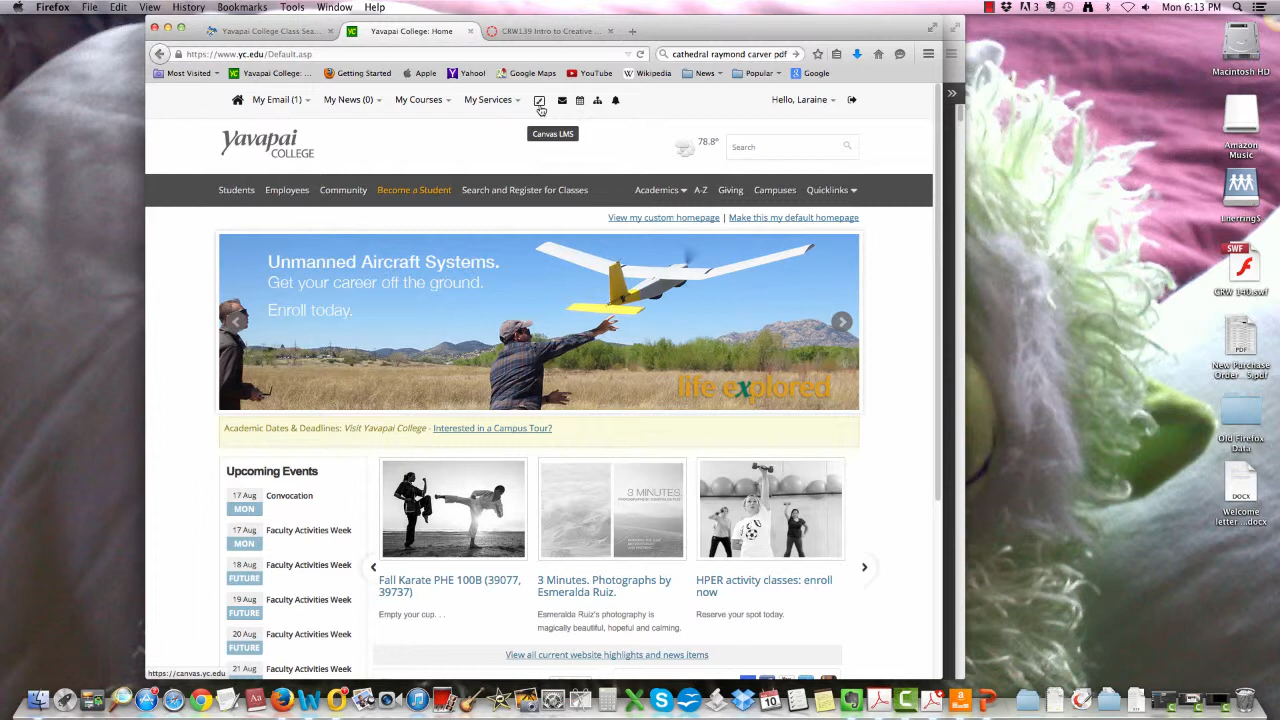 Firefox File Edit View History Bookmarks Tools Window Help
3 Mon 6:13 PM
Yavapai College Class Sea...
Yavapai College: Home
CRW139 Intro to Creative ...
www.yc.edu/Default.asp
cathedral raymond carver pdf
Most Visited
Yavapai College: ...
Getting Started
Apple
Yahoo!
Google Maps
YouTube
Wikipedia
News
Popular
Google
My Email (1)
My News (0)
My Courses
My Services
Hello, Laraine
Canvas LMS
Yavapai
COLLEGE
78.8°
Search
Students
Employees
Community
Become a Student
Search and Register for Classes
Academics
A-Z
Giving
Campuses
Quicklinks
View my custom homepage | Make this my default homepage
Unmanned Aircraft Systems.
Get your career off the ground.
Enroll today.
life explored
Academic Dates & Deadlines: Visit Yavapai College - Interested in a Campus Tour?
Upcoming Events
17 Aug
MON
Convocation
17 Aug
MON
Faculty Activities Week
18 Aug
FUTURE
Faculty Activities Week
19 Aug
FUTURE
Faculty Activities Week
20 Aug
FUTURE
Faculty Activities Week
21 Aug
Faculty Activities Week
3 MINUTES.
Fall Karate PHE 100B (39077,
39737)
Empty your cup. . .
3 Minutes. Photographs by
Esmeralda Ruiz.
Esmeralda Ruiz's photography is
magically beautiful, hopeful and calming.
HPER activity classes: enroll
now
Reserve your spot today.
View all current website highlights and news items
https://canvas.yc.edu
Macintosh HD
Amazon
Music
LherringS
SWF
CRW 140.swf
PDF
New Purchase
Order ...S.pdf
Old Firefox
Data
DOCX
Welcome
letter....docx